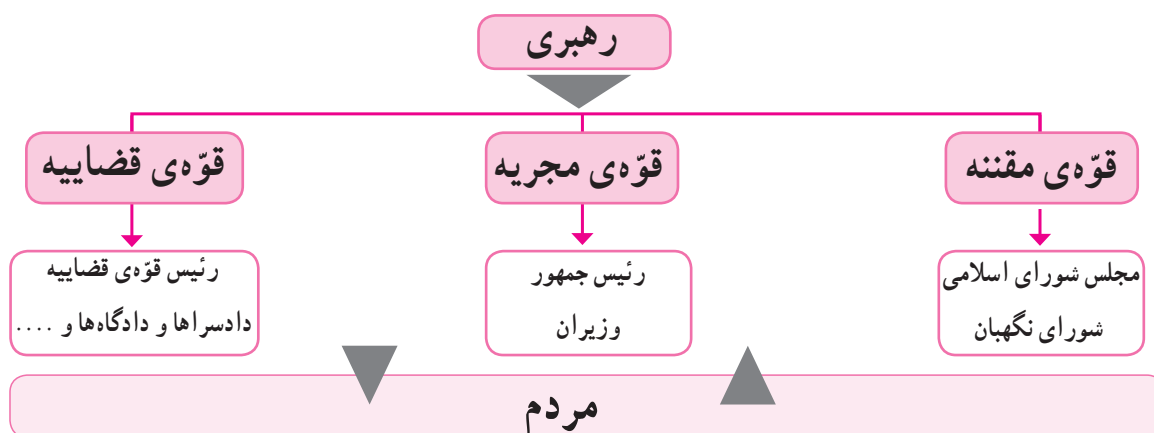 رهبری
قوّه‌ی مقننه
قوّه‌ی مجریه
قوّه‌ی قضاییه
مجلس شورای اسلامی
شورای نگهبان
رئیس جمهور
وزیران
رئیس قوّه‌ی قضاییه
دادسراها و دادگاه‌ها و ....
مردم